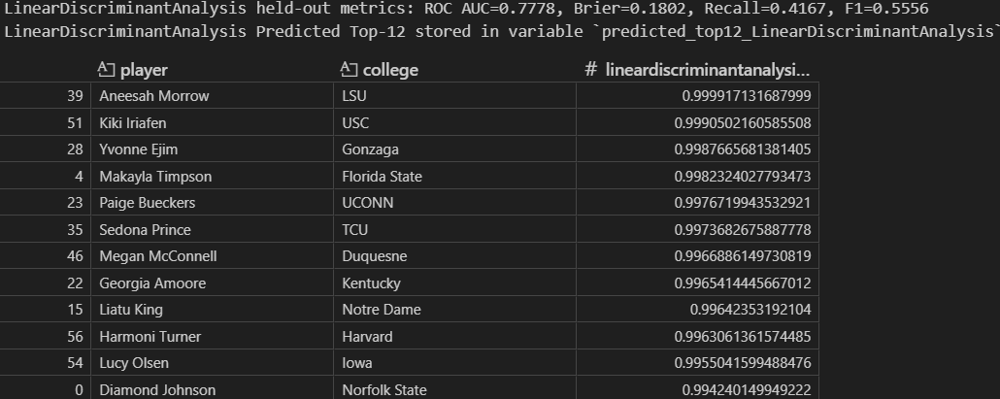 LinearDiscriminantAnalysis held-out metrics: ROC AUC=0.7778, Brier=0.1802, Recall=0.4167, F1=0.5556
LinearDiscriminantAnalysis Predicted Top-12 stored in variable `predicted_top12_LinearDiscriminantAnalysis`
player college # lineardiscriminantanalysi...
39 Aneesah Morrow LSU 0.999917131687999
51 Kiki Iriafen USC 0.9990502160585508
28 Yvonne Ejim Gonzaga 0.9987665681381405
4 Makayla Timpson Florida State 0.9982324027793473
23 Paige Bueckers UCONN 0.9976719943532921
35 Sedona Prince TCU 0.9973682675887778
46 Megan McConnell Duquesne 0.9966886149730819
22 Georgia Amoore Kentucky 0.9965414445667012
15 Liatu King Notre Dame 0.99642353192104
56 Harmoni Turner Harvard 0.9963061361574485
54 Lucy Olsen Iowa 0.9955041599488476
0 Diamond Johnson Norfolk State 0.994240149949222